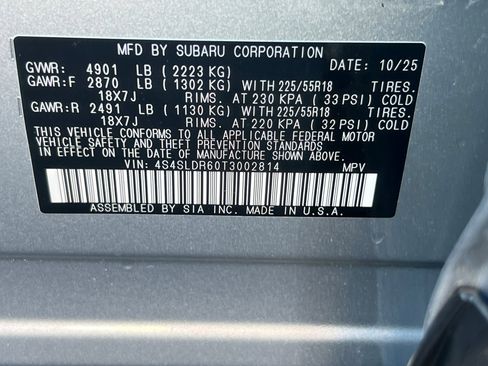 MFD BY SUBARU CORPORATION
GVWR: 4901 LB ( 2223 KG) DATE: 10/25
GAWR:F 2870 LB ( 1302 KG) WITH 225/55R18 TIRES.
18X7J RIMS. AT 230 KPA ( 33 PSI) COLD
GAWR:R 2491 LB ( 1130 KG) WITH 225/55R18 TIRES.
18X7J RIMS. AT 220 KPA ( 32 PSI) COLD
THIS VEHICLE CONFORMS TO ALL APPLICABLE FEDERAL MOTOR
VEHICLE SAFETY AND THEFT PREVENTION STANDARDS
IN EFFECT ON THE DATE OF MANUFACTURE SHOWN ABOVE.
VIN: 4S4SLDR60T3002814 MPV
ASSEMBLED BY SIA INC. MADE IN U.S.A.